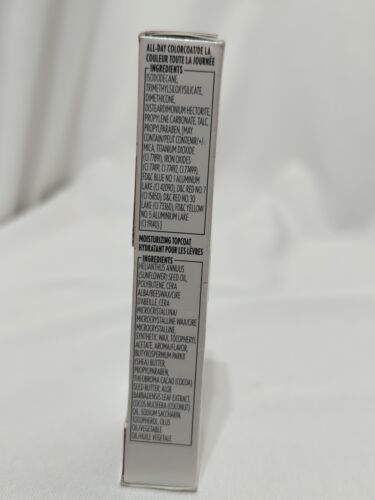 ALL-DAY COLORCOAT/DE LA
COULEUR TOUTE LA JOURNÉE
INGREDIENTS
ISODODECANE,
TRIMETHYLSILOXYSILICATE,
DIMETHICONE,
DISTEARDIMONIUM HECTORITE,
PROPYLENE CARBONATE, TALC,
PROPYLPARABEN, [MAY
CONTAIN/PEUT CONTENIR/+/-
MICA, TITANIUM DIOXIDE
(CI 77891), IRON OXIDES
(CI 77491, CI 77492, CI 77499),
FD&C BLUE NO. 1 ALUMINUM
LAKE (CI 42090), D&C RED NO. 7
(CI 15850), D&C RED NO. 30
LAKE (CI 73360), FD&C YELLOW
NO. 5 ALUMINUM LAKE
(CI 19140).]
MOISTURIZING TOPCOAT
HYDRATANT POUR LES LÈVRES
INGREDIENTS
HELIANTHUS ANNUUS
(SUNFLOWER) SEED OIL,
POLYBUTENE, CERA
ALBA/BEESWAX/CIRE
D'ABEILLE, CERA
MICROCRISTALLINA/
MICROCRYSTALLINE WAX/CIRE
MICROCRYSTALLINE,
SYNTHETIC WAX, TOCOPHERYL
ACETATE, AROMA/FLAVOR,
BUTYROSPERMUM PARKII
(SHEA) BUTTER,
PROPYLPARABEN,
THEOBROMA CACAO (COCOA)
SEED BUTTER, ALOE
BARBADENSIS LEAF EXTRACT,
COCOS NUCIFERA (COCONUT)
OIL, SODIUM SACCHARIN,
TOCOPHEROL, OLUS
OIL/VEGETABLE
OIL/HUILE VEGETALE.